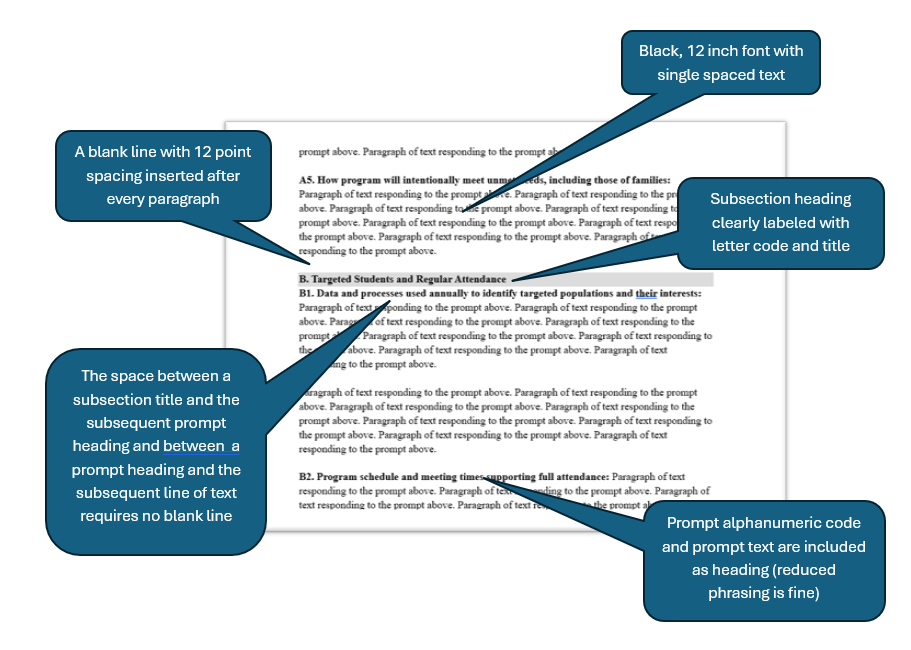 Black, 12 inch font with
single spaced text
A blank line with 12 point
spacing inserted after
every paragraph
Subsection heading
clearly labeled with
letter code and title
The space between a
subsection title and the
subsequent prompt
heading and between a
prompt heading and the
subsequent line of text
requires no blank line
Prompt alphanumeric code
and prompt text are included
as heading (reduced
phrasing is fine)
prompt above. Paragraph of text responding to the prompt
A5. How program will intentionally meet unmet needs, including those of families:
Paragraph of text responding to the prompt above. Paragraph of text responding to the
above. Paragraph of text responding to the prompt above. Paragraph of text responding to
prompt above. Paragraph of text responding to the prompt above. Paragraph of text
the prompt above. Paragraph of text responding to the prompt above. Paragraph of
responding to the prompt above.
B. Targeted Students and Regular Attendance
B1. Data and processes used annually to identify targeted populations and their interests:
Paragraph of text responding to the prompt above. Paragraph of text responding to the prompt
above. Paragraph of text responding to the prompt above. Paragraph of text responding to the
prompt above. Paragraph of text responding to the prompt above. Paragraph of text responding to
the prompt above. Paragraph of text responding to the prompt above. Paragraph of text
to the prompt above.
Paragraph of text responding to the prompt above. Paragraph of text responding to the prompt
above. Paragraph of text responding to the prompt above. Paragraph of text responding to the
prompt above. Paragraph of text responding to the prompt above. Paragraph of text responding to
the prompt above. Paragraph of text responding to the prompt above. Paragraph of text
responding to the prompt above.
B2. Program schedule and meeting times supporting full attendance: Paragraph of text
responding to the prompt above. Paragraph of text responding to the prompt above. Paragraph of
text responding to the prompt above. Paragraph of text responding to the prompt